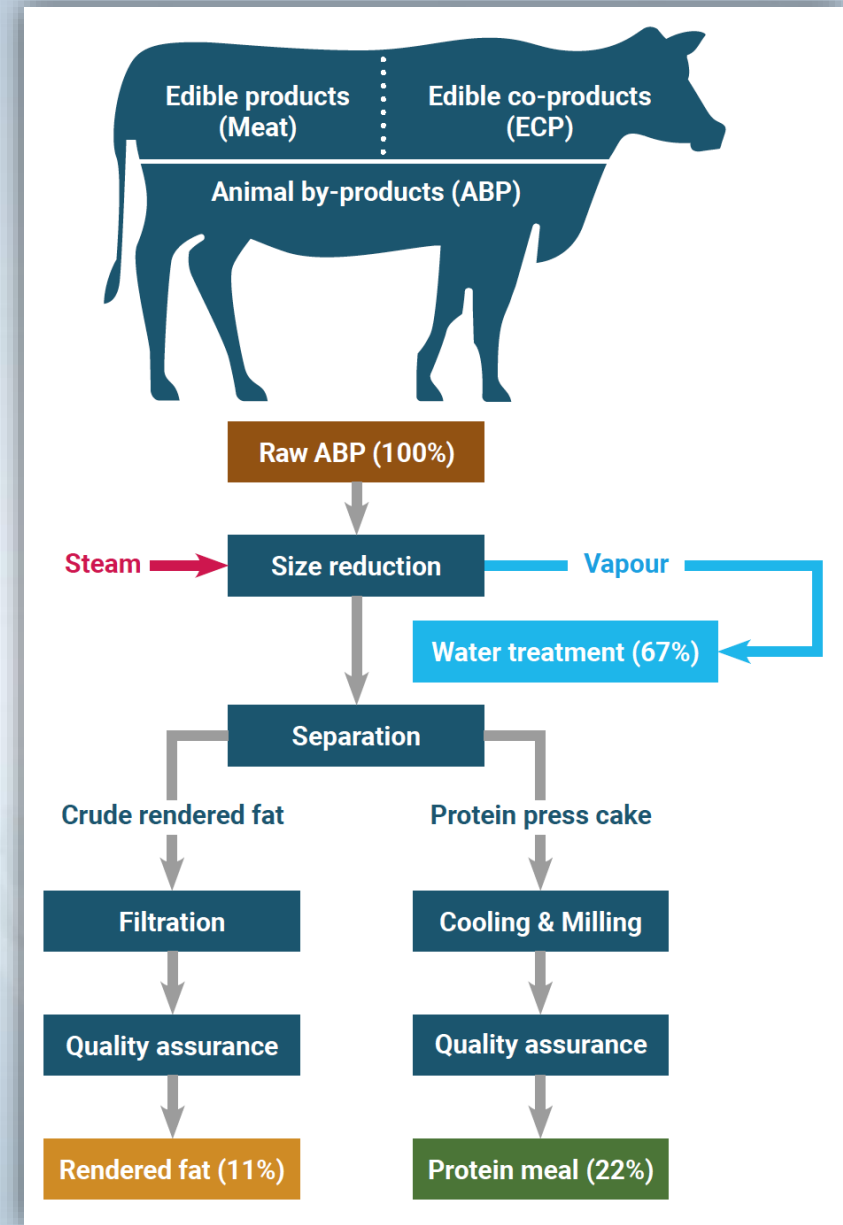 Edible products
(Meat)
Edible co-products
(ECP)
Animal by-products (ABP)
Raw ABP (100%)
Steam
Size reduction
Vapour
Water treatment (67%)
Separation
Crude rendered fat
Protein press cake
Filtration
Cooling & Milling
Quality assurance
Quality assurance
Rendered fat (11%)
Protein meal (22%)